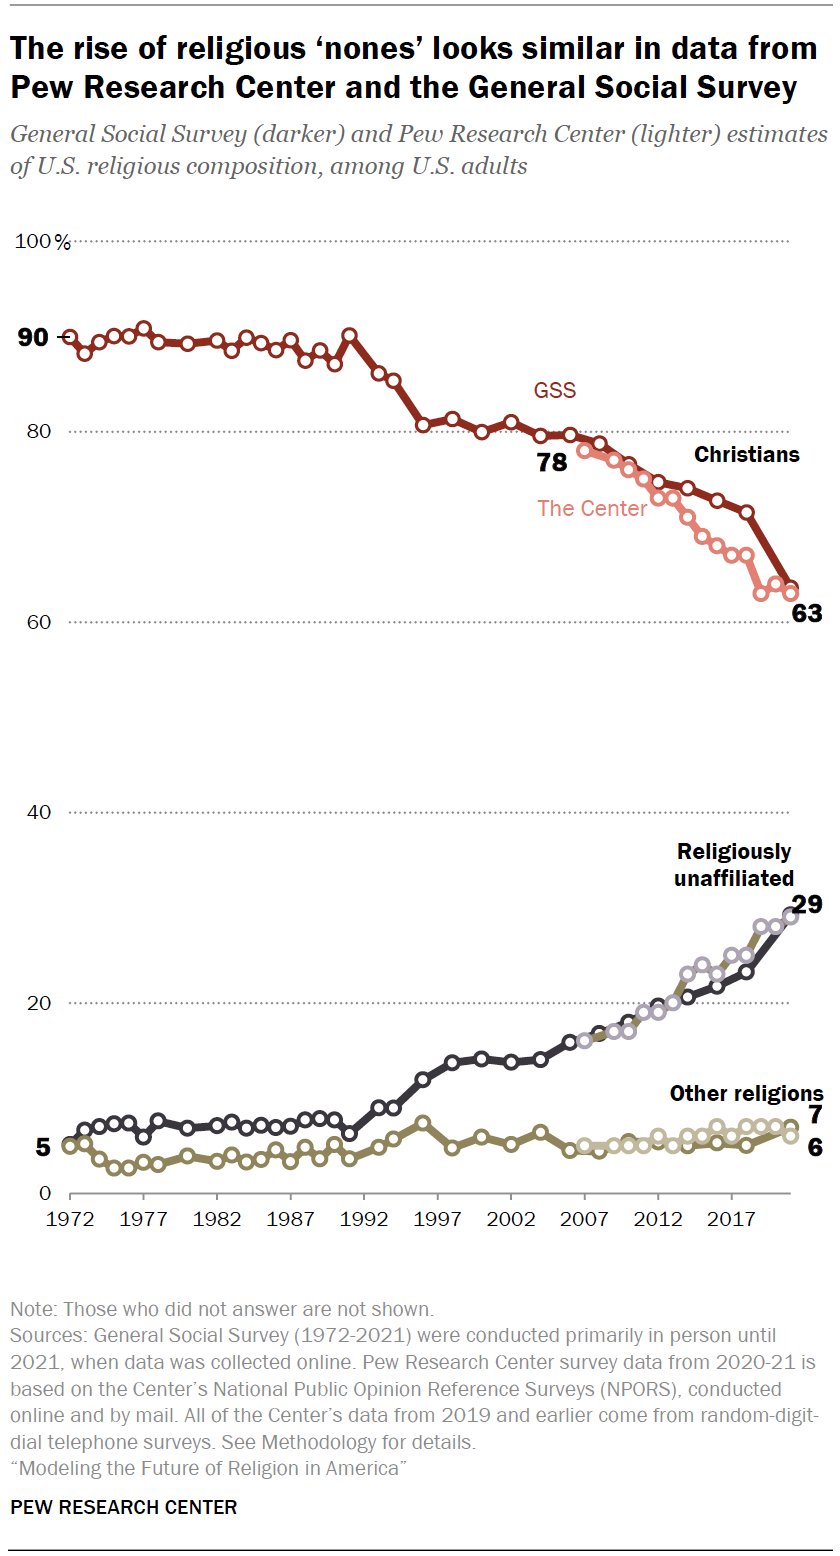 The rise of religious ‘nones’ looks similar in data from
Pew Research Center and the General Social Survey
General Social Survey (darker) and Pew Research Center (lighter) estimates
of U.S. religious composition, among U.S. adults
100 %
90
GSS
80
78
Christians
The Center
63
60
40
Religiously
unaffiliated
29
20
Other religions
7
5
6
0
1972 1977 1982 1987 1992 1997 2002 2007 2012 2017
Note: Those who did not answer are not shown.
Sources: General Social Survey (1972-2021) were conducted primarily in person until
2021, when data was collected online. Pew Research Center survey data from 2020-21 is
based on the Center’s National Public Opinion Reference Surveys (NPORS), conducted
online and by mail. All of the Center’s data from 2019 and earlier come from random-digit-
dial telephone surveys. See Methodology for details.
“Modeling the Future of Religion in America”
PEW RESEARCH CENTER